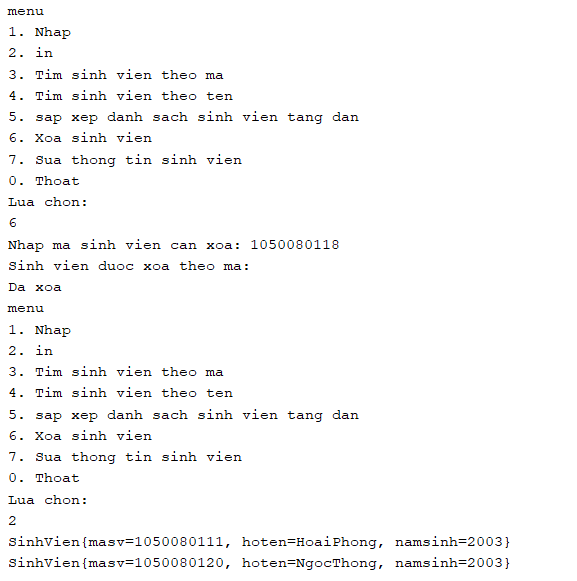 menu
1. Nhap
2. in
3. Tim sinh vien theo ma
4. Tim sinh vien theo ten
5. sap xep danh sach sinh vien tang dan
6. Xoa sinh vien
7. Sua thong tin sinh vien
0. Thoat
Lua chon:
6
Nhap ma sinh vien can xoa: 1050080118
Sinh vien duoc xoa theo ma:
Da xoa
menu
1. Nhap
2. in
3. Tim sinh vien theo ma
4. Tim sinh vien theo ten
5. sap xep danh sach sinh vien tang dan
6. Xoa sinh vien
7. Sua thong tin sinh vien
0. Thoat
Lua chon:
2
SinhVien{masv=1050080111, hoten=HoaiPhong, namsinh=2003}
SinhVien{masv=1050080120, hoten=NgocThong, namsinh=2003}